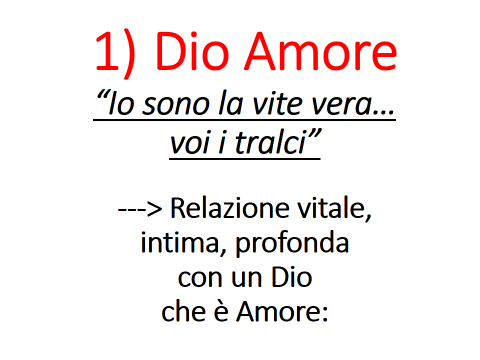 1) Dio Amore
“Io sono la vite vera…
voi i tralci”
---> Relazione vitale,
intima, profonda
con un Dio
che è Amore: